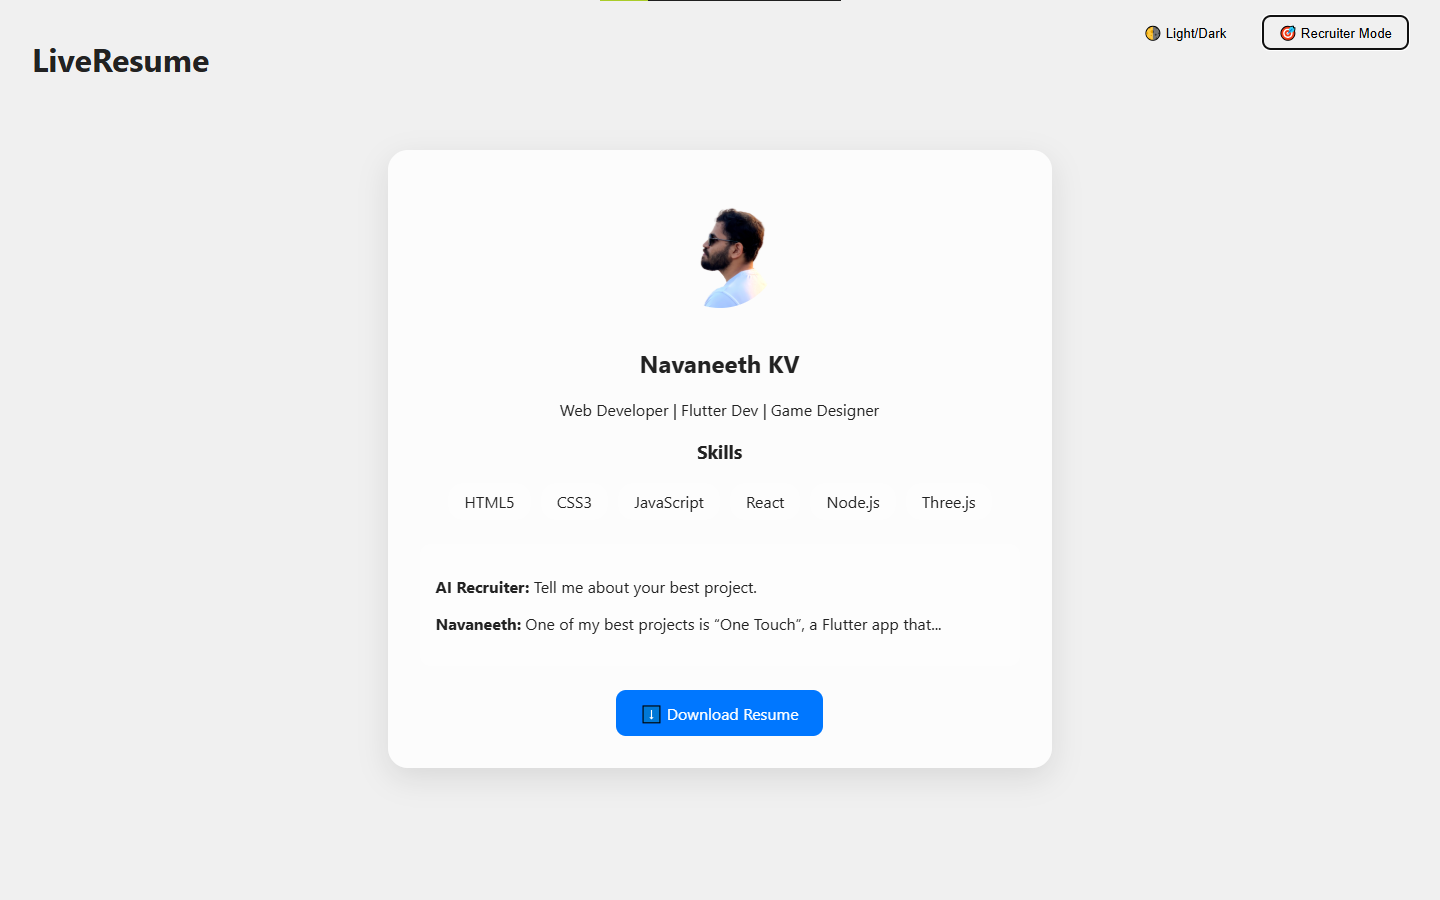 LiveResume
🌗 Light/Dark
🎯 Recruiter Mode
Navaneeth KV
Web Developer | Flutter Dev | Game Designer
Skills
HTML5 CSS3 JavaScript React Node.js Three.js
AI Recruiter: Tell me about your best project.
Navaneeth: One of my best projects is “One Touch”, a Flutter app that...
⬇️ Download Resume